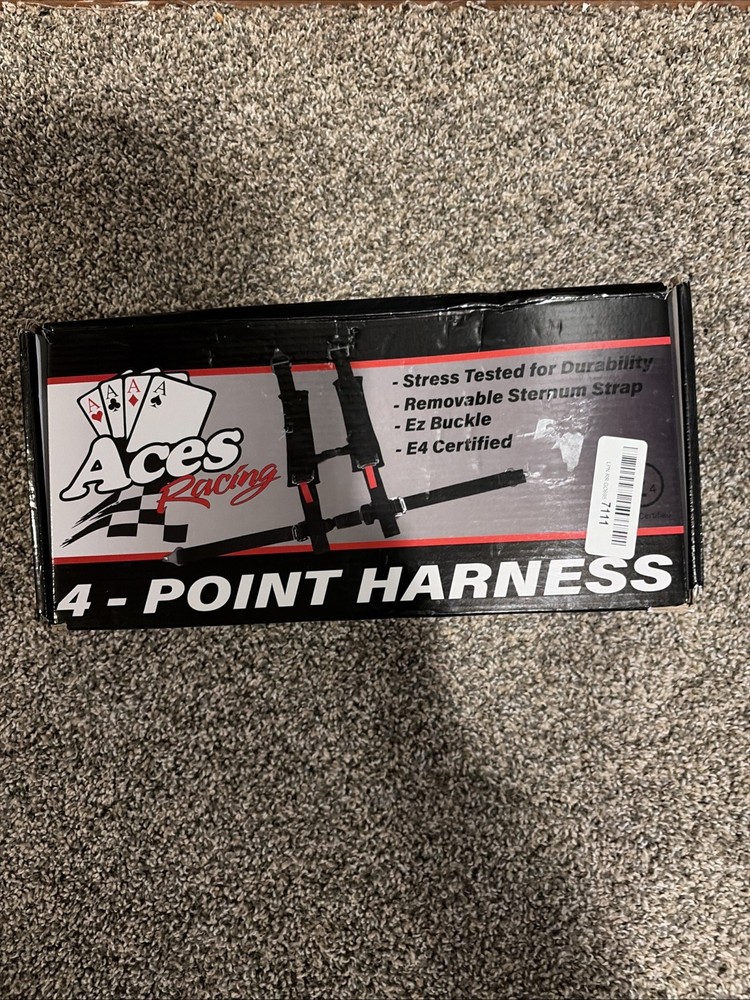 A A A A
Aces
Racing
- Stress Tested for Durability
- Removable Sternum Strap
- Ez Buckle
- E4 Certified
7111
4 - POINT HARNESS